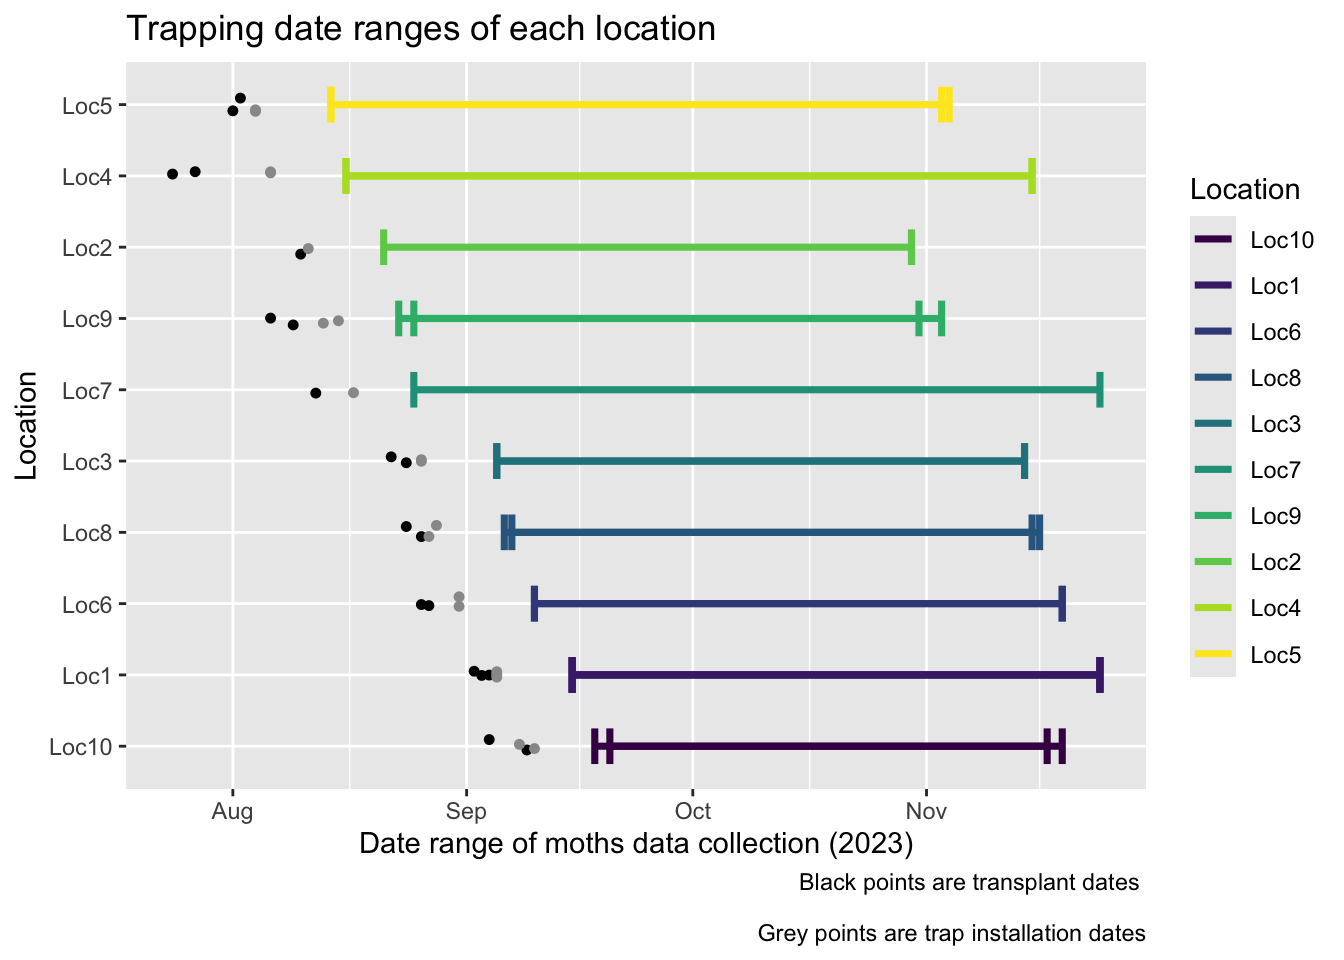 Trapping date ranges of each location
Location
Loc5
Loc4
Loc2
Loc9
Loc7
Loc3
Loc8
Loc6
Loc1
Loc10
Aug
Sep
Oct
Nov
Date range of moths data collection (2023)
Black points are transplant dates
Grey points are trap installation dates
Location
Loc10
Loc1
Loc6
Loc8
Loc3
Loc7
Loc9
Loc2
Loc4
Loc5